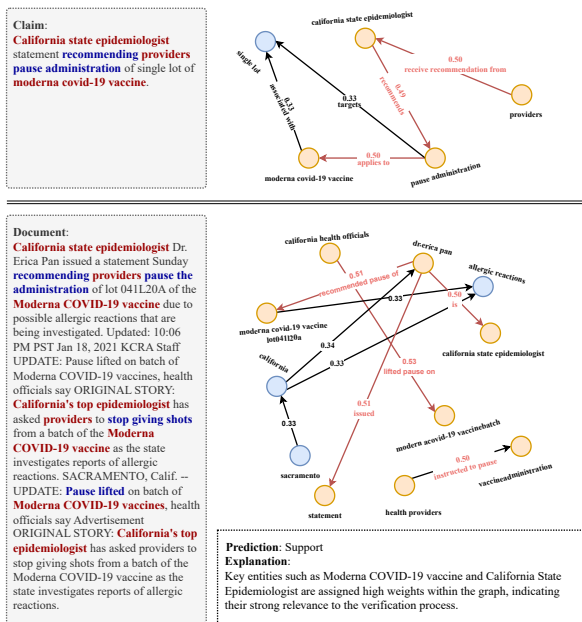 Claim:
California state epidemiologist
statement recommending providers
pause administration of single lot of
moderna covid-19 vaccine.
california state epidemiologist
single lot
0.50
receive recommendation from
0.49
recommends
0.33
targets
0.33
associated with
providers
0.50
applies to
moderna covid-19 vaccine
pause administration
Document:
California state epidemiologist Dr.
Erica Pan issued a statement Sunday
recommending providers pause the
administration of lot 041L20A of the
Moderna COVID-19 vaccine due to
possible allergic reactions that are
being investigated. Updated: 10:06
PM PST Jan 18, 2021 KCRA Staff
UPDATE: Pause lifted on batch of
Moderna COVID-19 vaccines, health
officials say ORIGINAL STORY:
California's top epidemiologist has
asked providers to stop giving shots
from a batch of the Moderna
COVID-19 vaccine as the state
investigates reports of allergic
reactions. SACRAMENTO, Calif. --
UPDATE: Pause lifted on batch of
Moderna COVID-19 vaccines, health
officials say Advertisement
ORIGINAL STORY: California's top
epidemiologist has asked providers to
stop giving shots from a batch of the
Moderna COVID-19 vaccine as the
state investigates reports of allergic
reactions.
california health officials
dr.erica pan
allergic reactions
0.51
recommended pause of
0.33
0.50
is
moderna covid-19 vaccine
lot041l20a
california state epidemiologist
0.34
california
0.33
0.53
lifted pause on
0.51
issued
0.33
modern acovid-19 vaccinebatch
0.50
instructed to pause
vaccineadministration
sacramento
statement
health providers
Prediction: Support
Explanation:
Key entities such as Moderna COVID-19 vaccine and California State
Epidemiologist are assigned high weights within the graph, indicating
their strong relevance to the verification process.